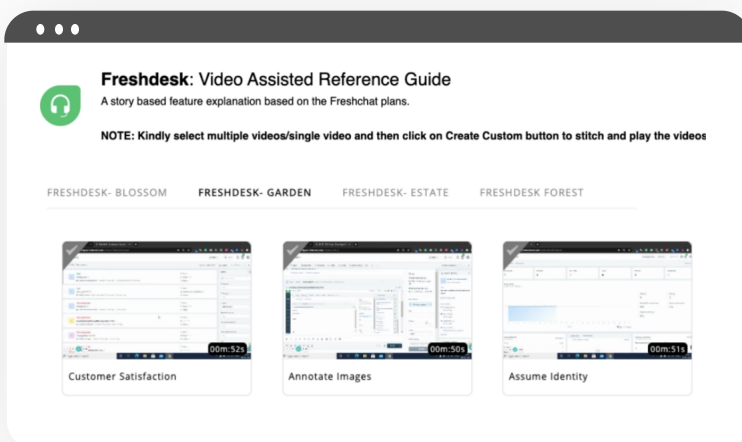 Freshdesk: Video Assisted Reference Guide
A story based feature explanation based on the Freshchat plans.
NOTE: Kindly select multiple videos/single video and then click on Create Custom button to stitch and play the videos
FRESHDESK- BLOSSOM FRESHDESK- GARDEN FRESHDESK- ESTATE FRESHDESK FOREST
00m:52s 00m:50s 00m:51s
Customer Satisfaction Annotate Images Assume Identity